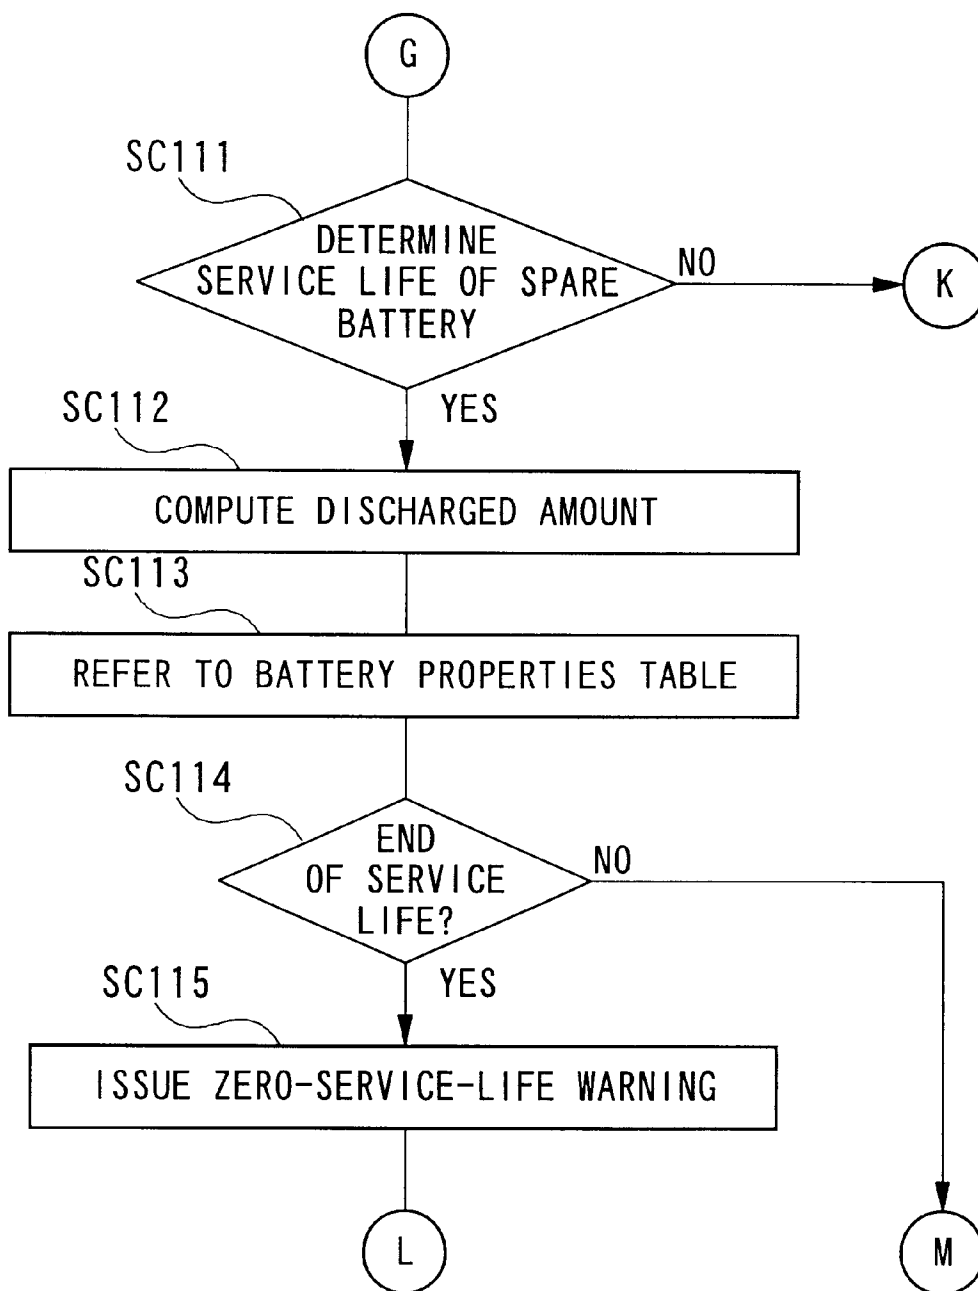 G
SC111
DETERMINE
SERVICE LIFE OF SPARE
BATTERY
NO
K
YES
SC112
COMPUTE DISCHARGED AMOUNT
SC113
REFER TO BATTERY PROPERTIES TABLE
SC114
END
OF SERVICE
LIFE?
NO
YES
SC115
ISSUE ZERO-SERVICE-LIFE WARNING
L
M